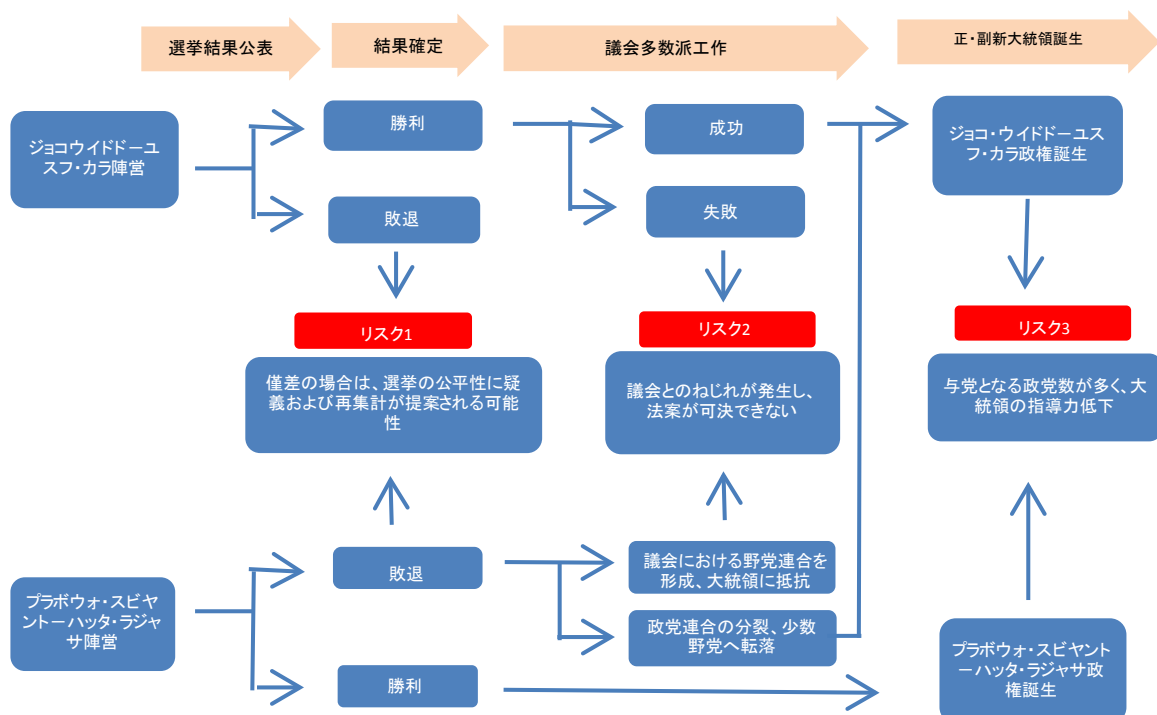 選挙結果公表
結果確定
議会多数派工作
正・副新大統領誕生
ジョコウイドドーユ
スフ・カラ陣営
勝利
敗退
成功
失敗
ジョコ・ウイドドーユス
フ・カラ政権誕生
リスク1
僅差の場合は、選挙の公平性に疑
義および再集計が提案される可能
性
リスク2
議会とのねじれが発生し、
法案が可決できない
リスク3
与党となる政党数が多く、大
統領の指導力低下
プラボウォ・スビヤ
ントーハッタ・ラジャ
サ陣営
敗退
勝利
議会における野党連合を
形成、大統領に抵抗
政党連合の分裂、少数
野党へ転落
プラボウォ・スビヤント
ーハッタ・ラジャサ政
権誕生